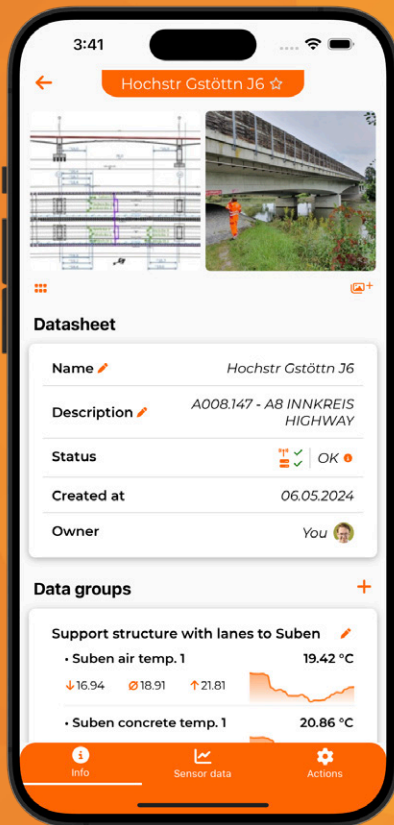 3:41
Hochstr Gstöttn J6
Datasheet
Name
Hochstr Gstöttn J6
Description
A008.147 - A8 INNKREIS
HIGHWAY
Status
OK
Created at
06.05.2024
Owner
You
Data groups
Support structure with lanes to Suben
• Suben air temp. 1
19.42 °C
↓16.94 Ø18.91 ↑21.81
• Suben concrete temp. 1
20.86 °C
Info
Sensor data
Actions